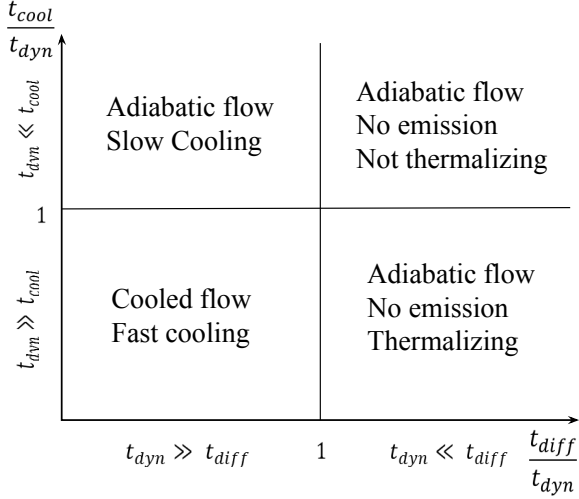 t_cool
t_dyn
t_dyn ≪ t_cool
Adiabatic flow
Slow Cooling
Adiabatic flow
No emission
Not thermalizing
1
t_dyn ≫ t_cool
Cooled flow
Fast cooling
Adiabatic flow
No emission
Thermalizing
t_dyn ≫ t_diff
1
t_dyn ≪ t_diff
t_diff
t_dyn